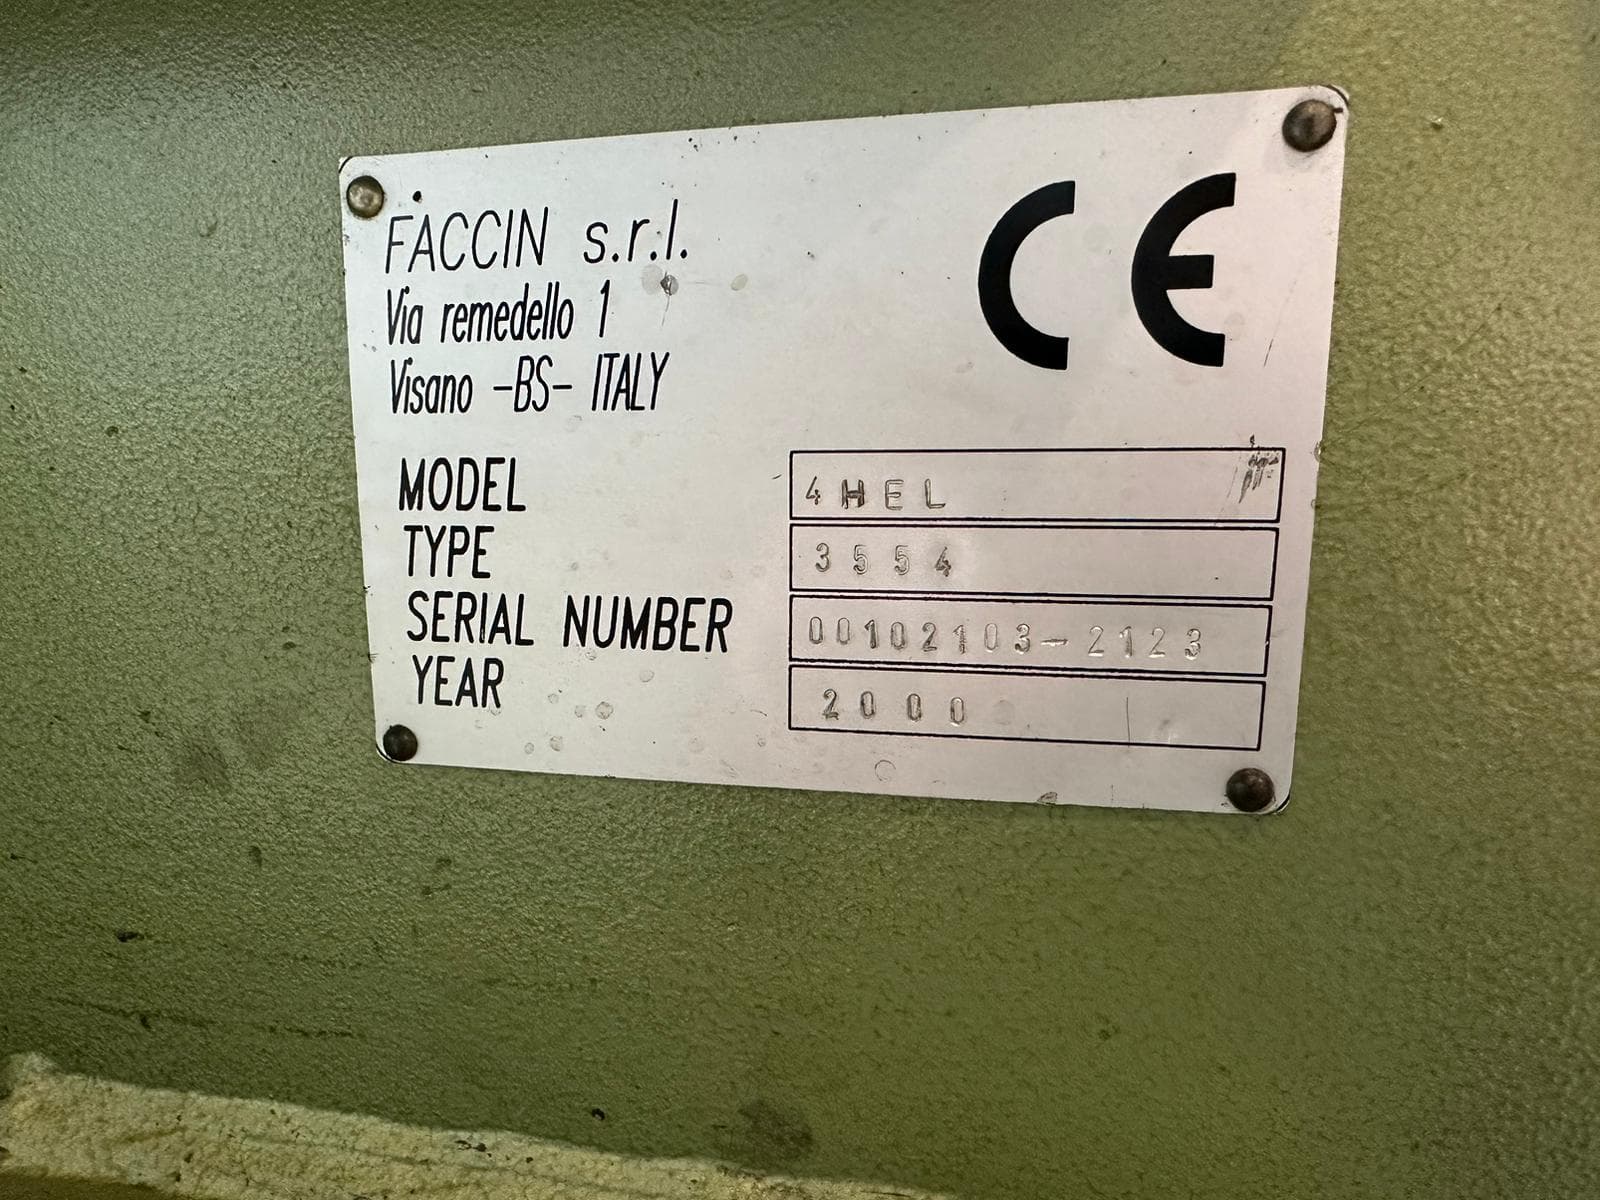 FACCIN s.r.l.
Via remedello 1
Visano -BS- ITALY
CE
MODEL 4HEL
TYPE 3554
SERIAL NUMBER 00102103-2123
YEAR 2000